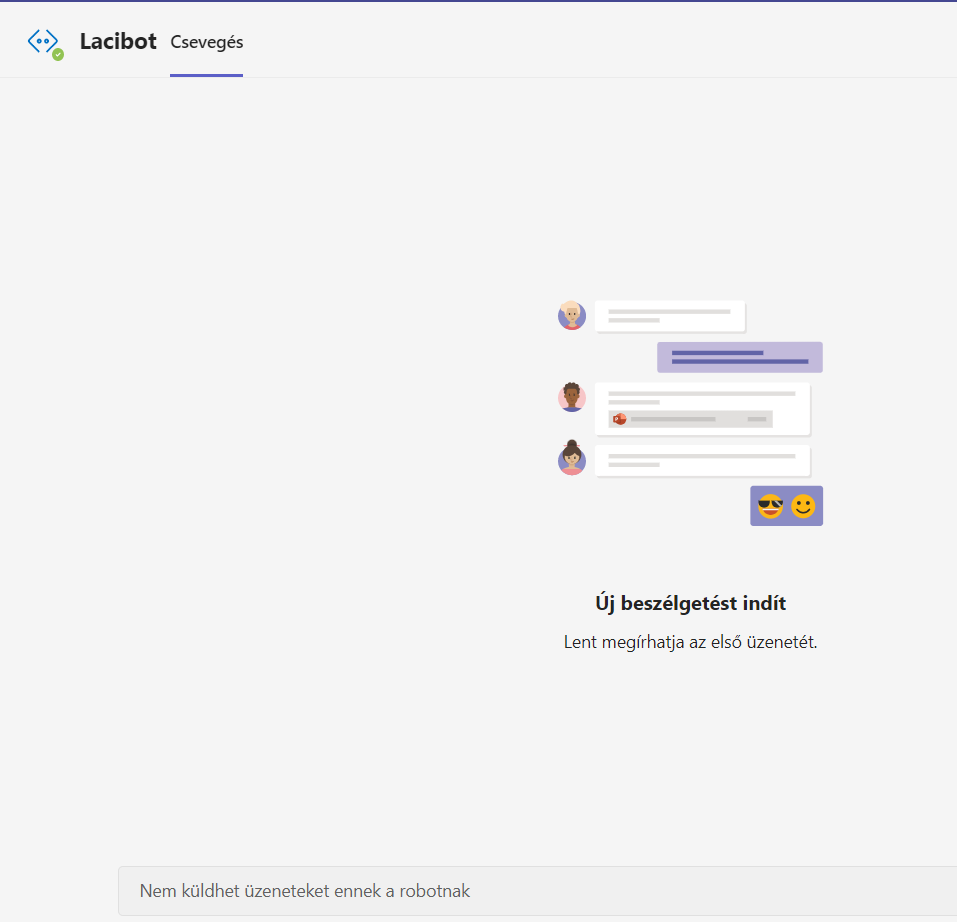 Lacibot Csevegés
Új beszélgetést indít
Lent megírhatja az első üzenetét.
Nem küldhet üzeneteket ennek a robotnak